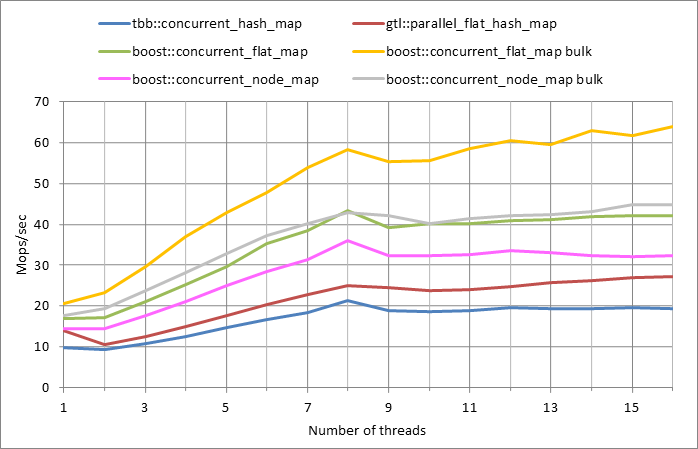 tbb::concurrent_hash_map gtl::parallel_flat_hash_map
boost::concurrent_flat_map boost::concurrent_flat_map bulk
boost::concurrent_node_map boost::concurrent_node_map bulk
70
60
50
40
30
20
10
0
Mops/sec
1 3 5 7 9 11 13 15
Number of threads